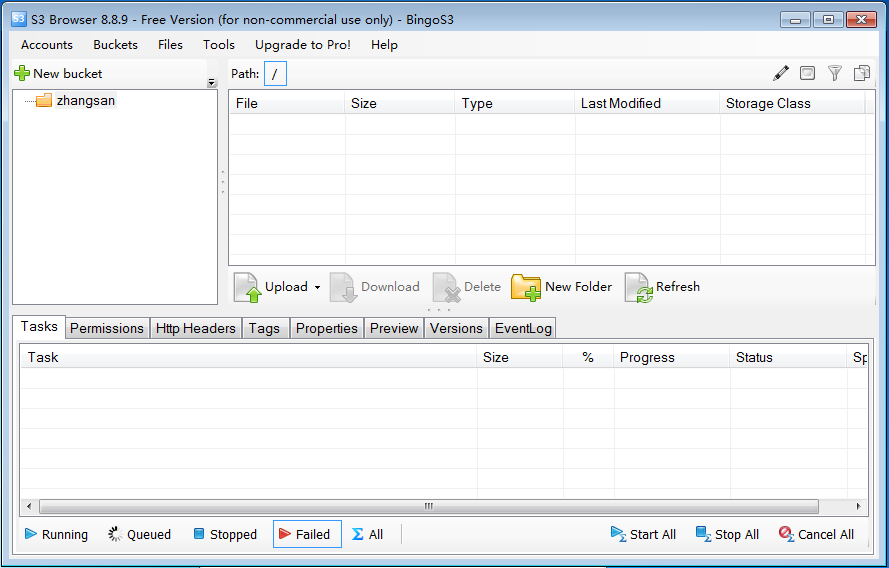 S3 S3 Browser 8.8.9 - Free Version (for non-commercial use only) - BingoS3
Accounts Buckets Files Tools Upgrade to Pro! Help
New bucket
Path: /
zhangsan
File Size Type Last Modified Storage Class
Upload Download Delete New Folder Refresh
Tasks Permissions Http Headers Tags Properties Preview Versions EventLog
Task Size % Progress Status Sp
Running Queued Stopped Failed All Start All Stop All Cancel All